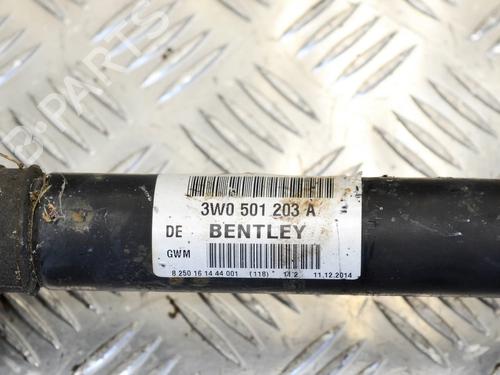 B-PARTS
3W0 501 203 A
DE BENTLEY
GWM
8 250 16 14 44 001 (118) 14 2 11.12.2014